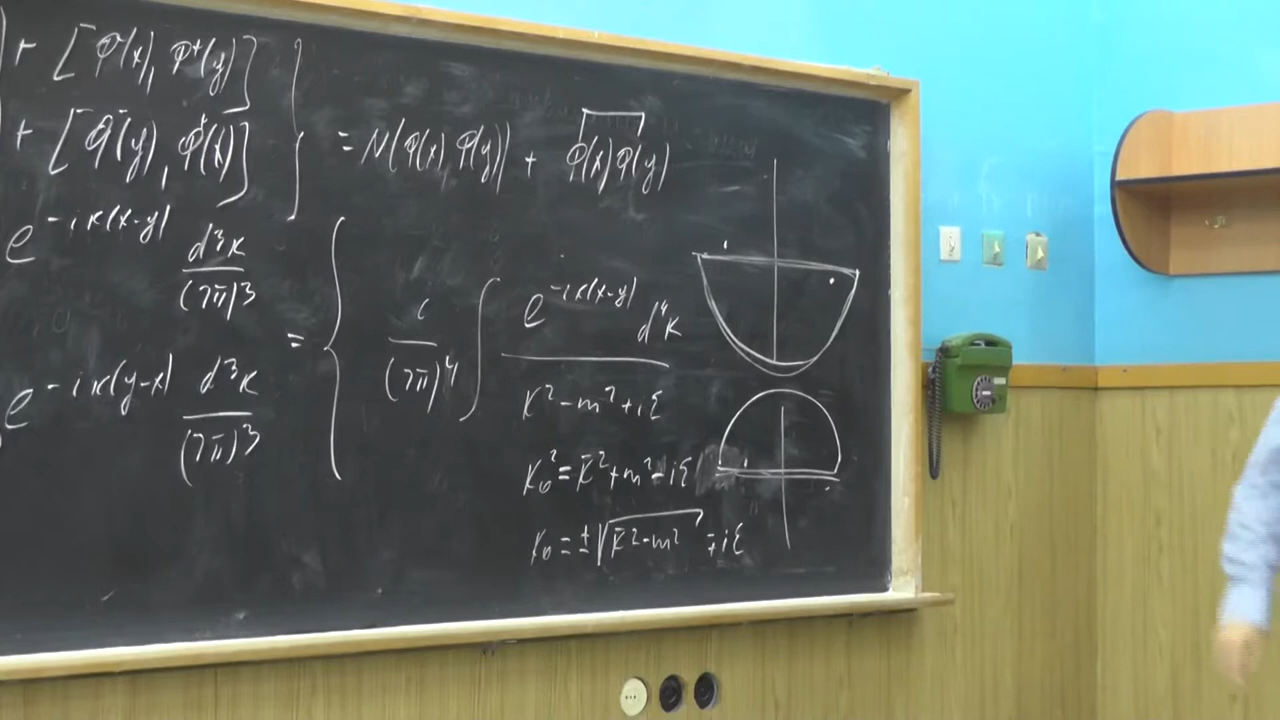 + [φ⁻(x), φ⁺(y)] }
+ [φ⁻(y), φ⁺(x)] } = N(φ(x) φ(y)) + φ(x) φ(y)
e^{-ik(x-y)} d³k/(2π)³
e^{-ik(y-x)} d³k/(2π)³ = { i/(2π)⁴ ∫ e^{-ik(x-y)} d⁴k / k² - m² + iε
k₀² = k̄² + m² - iε
k₀ = ± √(k̄² - m²) ∓ iε